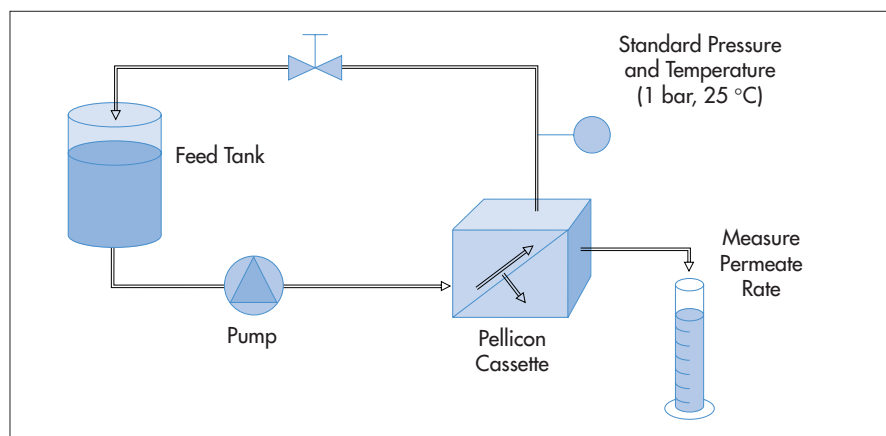 Standard Pressure
and Temperature
(1 bar, 25 °C)
Feed Tank
Measure
Permeate
Rate
Pump
Pellicon
Cassette